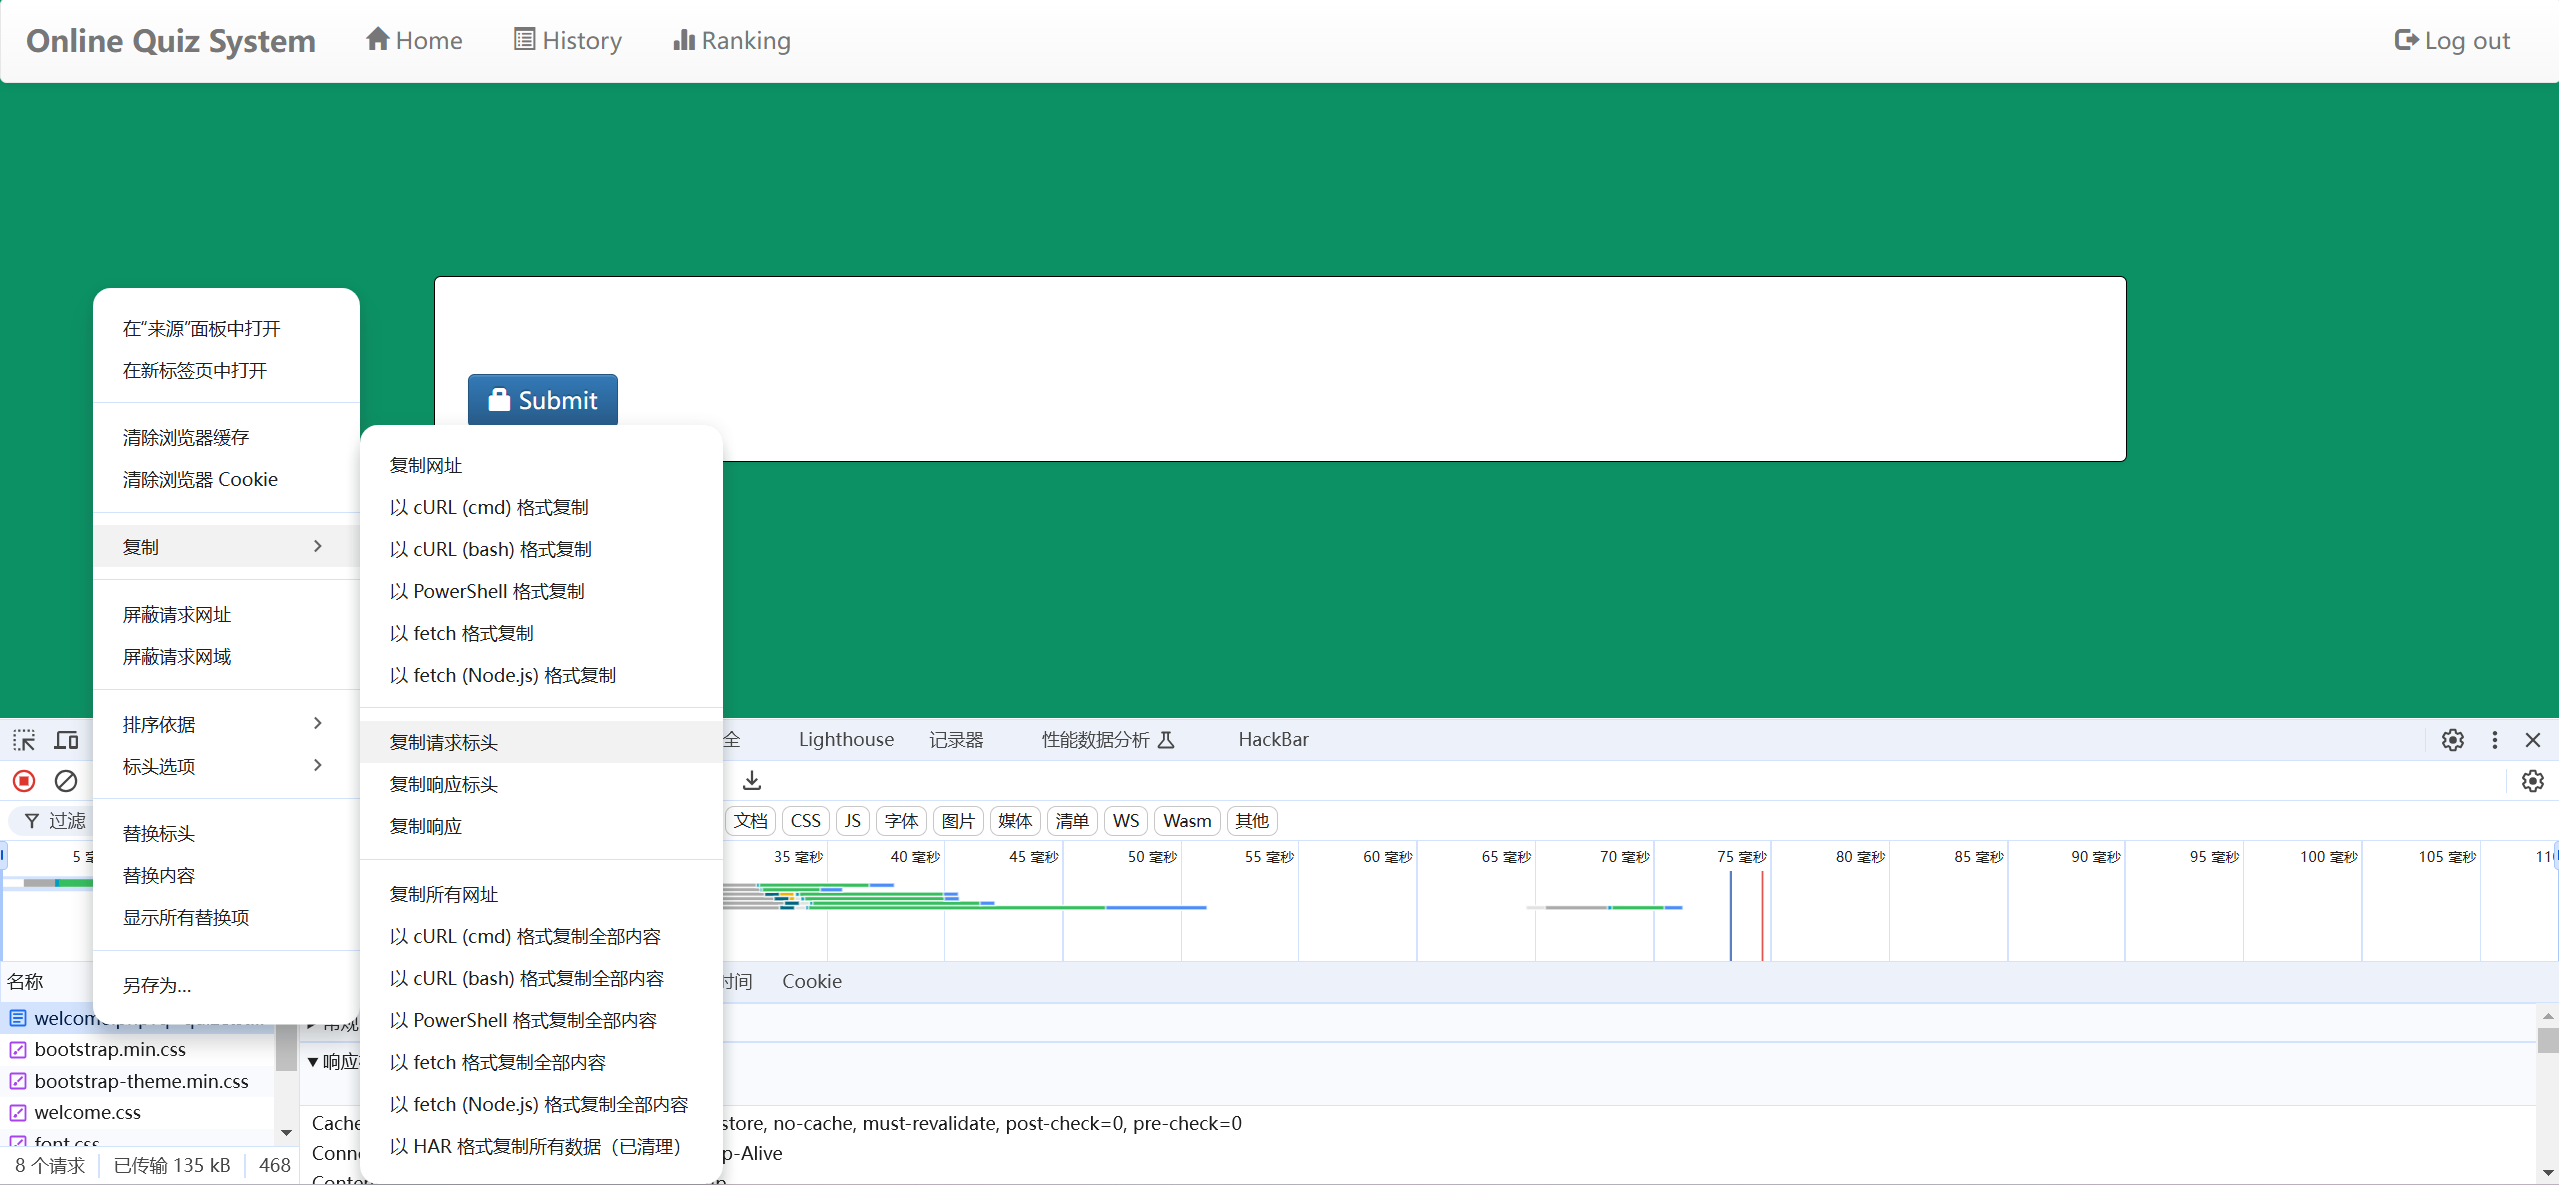 Online Quiz System
Home
History
Ranking
Log out
Submit
在"来源"面板中打开
在新标签页中打开
清除浏览器缓存
清除浏览器 Cookie
复制
屏蔽请求网址
屏蔽请求网域
排序依据
标头选项
替换标头
替换内容
显示所有替换项
另存为...
复制网址
以 cURL (cmd) 格式复制
以 cURL (bash) 格式复制
以 PowerShell 格式复制
以 fetch 格式复制
以 fetch (Node.js) 格式复制
复制请求标头
复制响应标头
复制响应
复制所有网址
以 cURL (cmd) 格式复制全部内容
以 cURL (bash) 格式复制全部内容
以 PowerShell 格式复制全部内容
以 fetch 格式复制全部内容
以 fetch (Node.js) 格式复制全部内容
以 HAR 格式复制所有数据（已清理）
全
Lighthouse
记录器
性能数据分析
HackBar
过滤
文档
CSS
JS
字体
图片
媒体
清单
WS
Wasm
其他
35 毫秒
40 毫秒
45 毫秒
50 毫秒
55 毫秒
60 毫秒
65 毫秒
70 毫秒
75 毫秒
80 毫秒
85 毫秒
90 毫秒
95 毫秒
100 毫秒
105 毫秒
名称
时间
Cookie
bootstrap.min.css
bootstrap-theme.min.css
welcome.css
font.css
响应
store, no-cache, must-revalidate, post-check=0, pre-check=0
p-Alive
8 个请求
已传输 135 kB
468